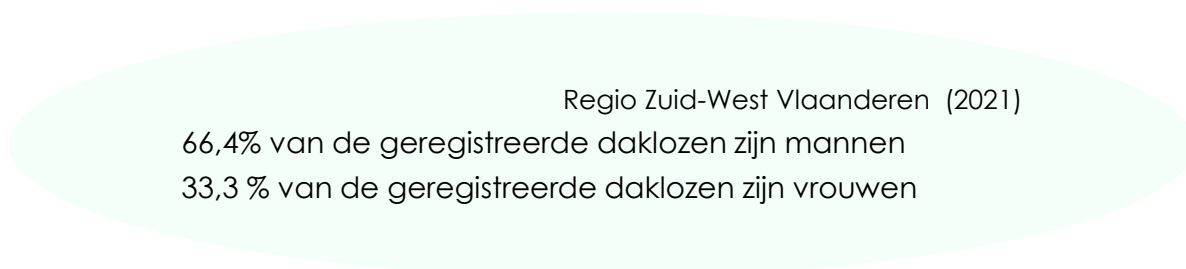 Regio Zuid-West Vlaanderen (2021)
66,4% van de geregistreerde daklozen zijn mannen
33,3 % van de geregistreerde daklozen zijn vrouwen